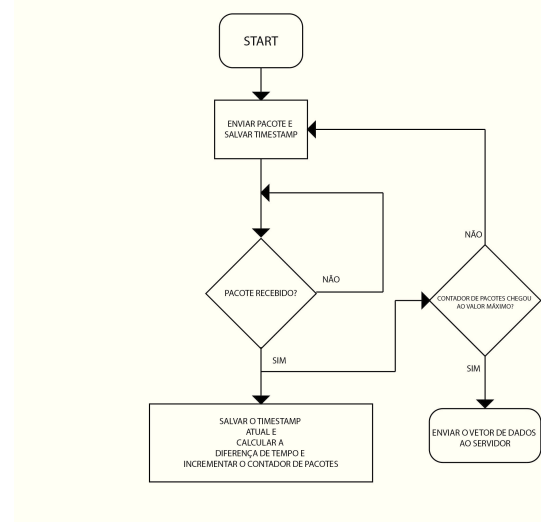 START
ENVIAR PACOTE E
SALVAR TIMESTAMP
NÃO
PACOTE RECEBIDO?
NÃO
CONTADOR DE PACOTES CHEGOU
AO VALOR MÁXIMO?
SIM
SIM
SALVAR O TIMESTAMP
ATUAL E
CALCULAR A
DIFERENÇA DE TEMPO E
INCREMENTAR O CONTADOR DE PACOTES
ENVIAR O VETOR DE DADOS
AO SERVIDOR